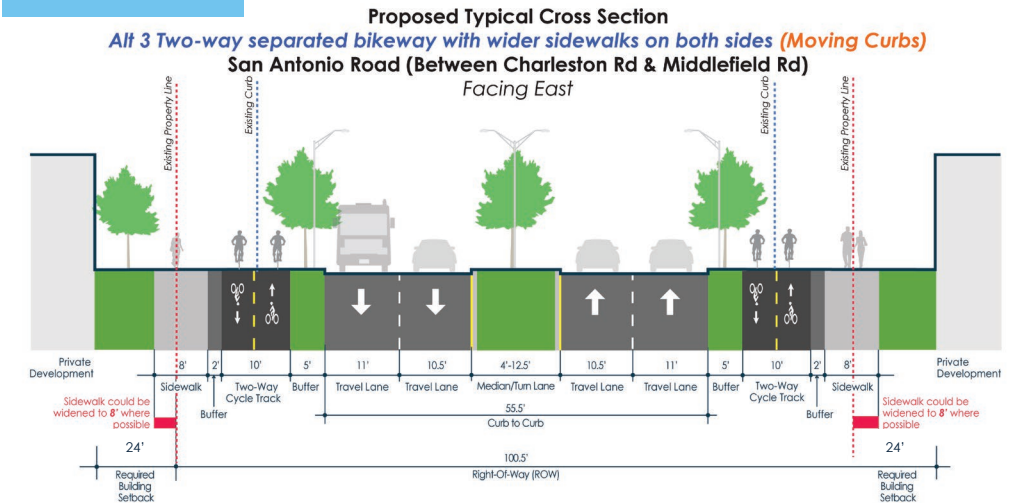 Proposed Typical Cross Section
Alt 3 Two-way separated bikeway with wider sidewalks on both sides (Moving Curbs)
San Antonio Road (Between Charleston Rd & Middlefield Rd)
Facing East
Existing Property Line
Existing Curb
Existing Curb
Existing Property Line
Private
Development
8'
2'
10'
5'
11'
10.5'
4'-12.5'
10.5'
11'
5'
10'
2'
8'
Private
Development
Sidewalk
Buffer
Two-Way
Cycle Track
Buffer
Travel Lane
Travel Lane
Median/Turn Lane
Travel Lane
Travel Lane
Buffer
Two-Way
Cycle Track
Buffer
Sidewalk
Sidewalk could be
widened to 8' where
possible
55.5'
Curb to Curb
Sidewalk could be
widened to 8' where
possible
24'
Required
Building
Setback
100.5'
Right-Of-Way (ROW)
24'
Required
Building
Setback